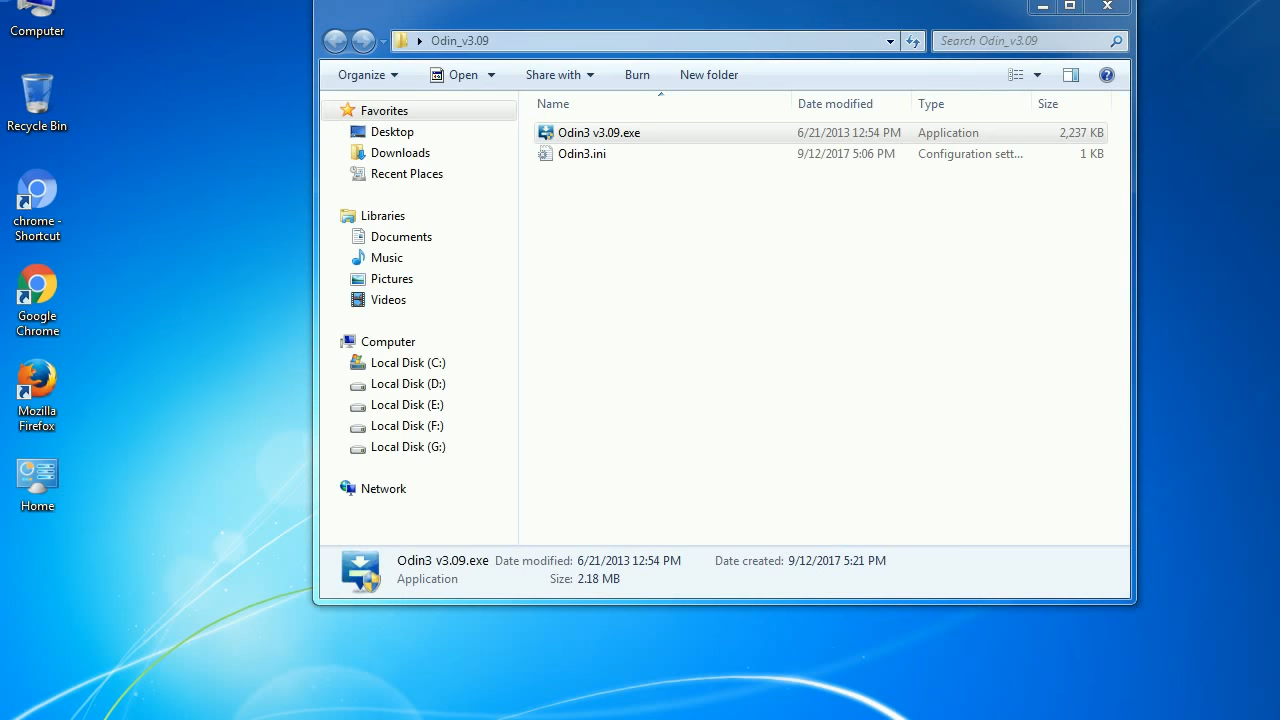 Computer
Recycle Bin
chrome -
Shortcut
Google
Chrome
Mozilla
Firefox
Home
Odin_v3.09
Search Odin_v3.09
Organize
Open
Share with
Burn
New folder
Favorites
Desktop
Downloads
Recent Places
Libraries
Documents
Music
Pictures
Videos
Computer
Local Disk (C:)
Local Disk (D:)
Local Disk (E:)
Local Disk (F:)
Local Disk (G:)
Network
Name Date modified Type Size
Odin3 v3.09.exe 6/21/2013 12:54 PM Application 2,237 KB
Odin3.ini 9/12/2017 5:06 PM Configuration sett... 1 KB
Odin3 v3.09.exe Date modified: 6/21/2013 12:54 PM Date created: 9/12/2017 5:21 PM
Application Size: 2.18 MB